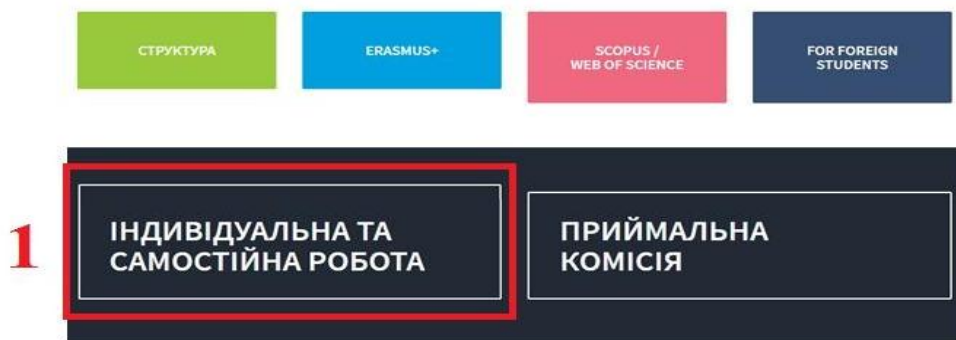 СТРУКТУРА
ERASMUS+
SCOPUS /
WEB OF SCIENCE
FOR FOREIGN
STUDENTS
1
ІНДИВІДУАЛЬНА ТА
САМОСТІЙНА РОБОТА
ПРИЙМАЛЬНА
КОМІСІЯ